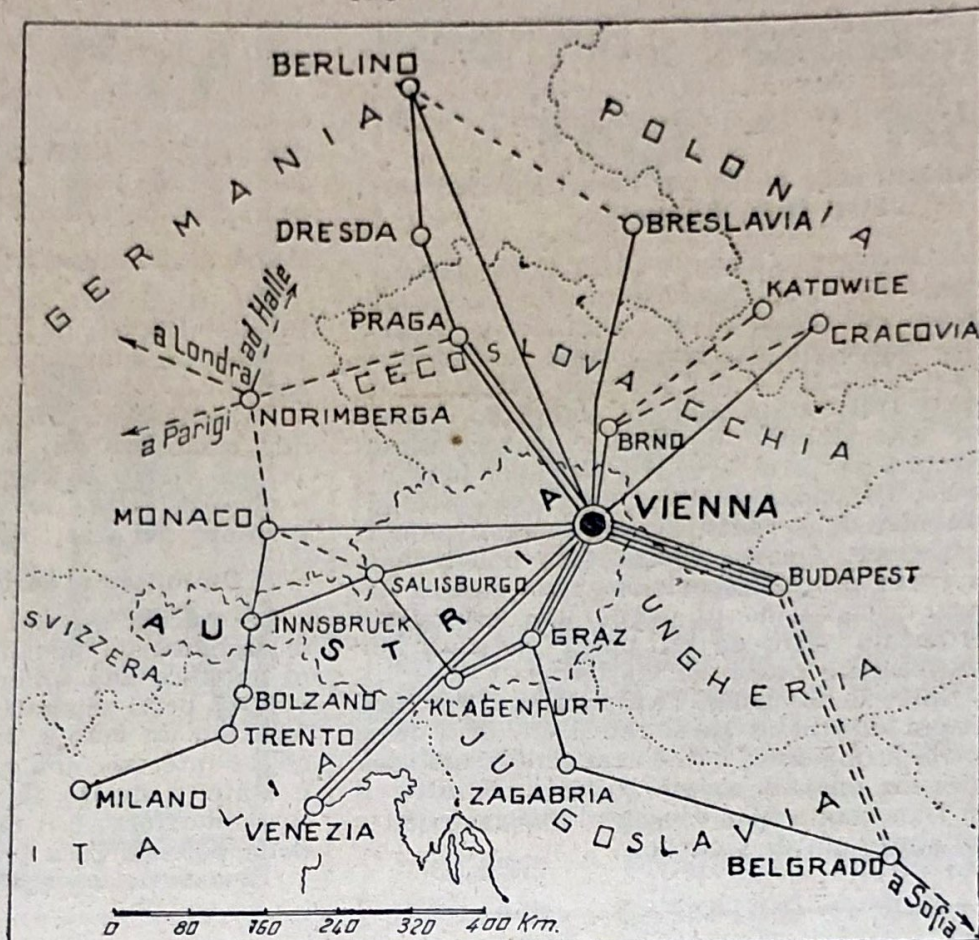 BERLINO
POLONIA
GERMANIA
DRESDA
BRESLAVIA
KATOWICE
CRACOVIA
ad Halle
a Londra
PRAGA
CECOSLOVACCHIA
NORIMBERGA
a Parigi
BRNO
VIENNA
MONACO
SALISBURGO
BUDAPEST
AUSTRIA
INNSBRUCK
SVIZZERA
GRAZ
UNGHERIA
BOLZANO
KLAGENFURT
TRENTO
ZAGABRIA
MILANO
VENEZIA
JUGOSLAVIA
ITALIA
BELGRADO
a Sofia
0 80 160 240 320 400 Km.